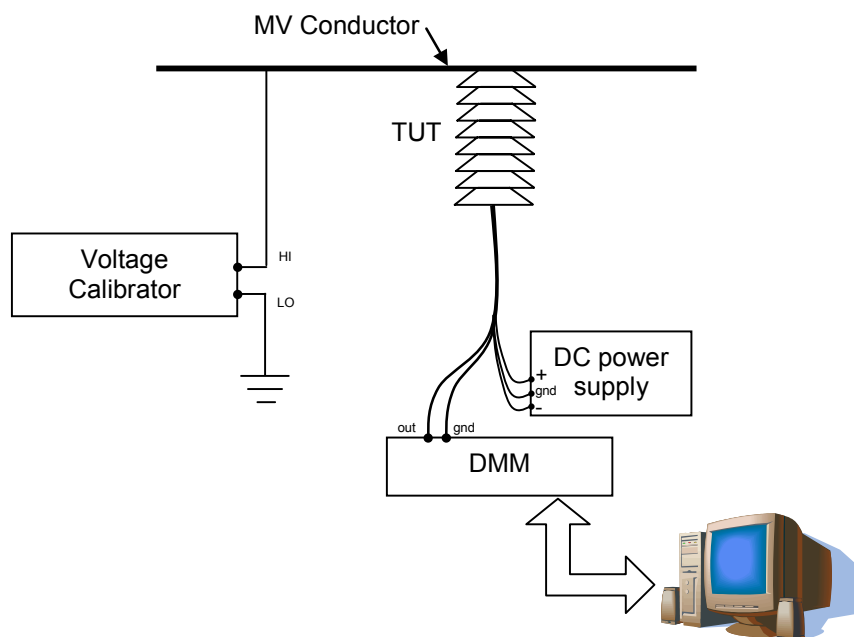 MV Conductor
TUT
Voltage
Calibrator
HI
LO
DC power
supply
+
gnd
-
out
gnd
DMM